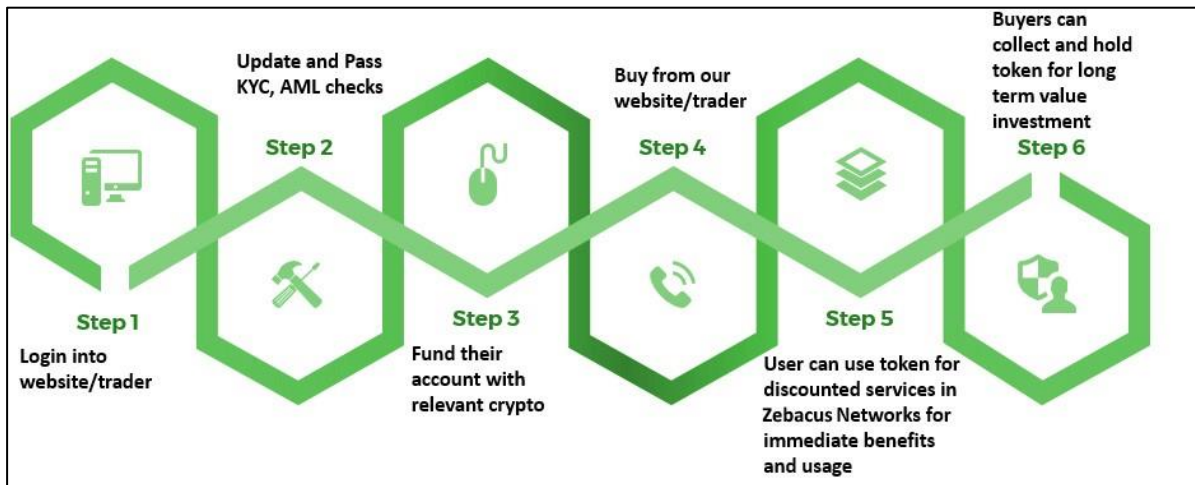 Step 1
Login into
website/trader
Update and Pass
KYC, AML checks
Step 2
Step 3
Fund their
account with
relevant crypto
Buy from our
website/trader
Step 4
Step 5
User can use token for
discounted services in
Zebacus Networks for
immediate benefits
and usage
Buyers can
collect and hold
token for long
term value
investment
Step 6